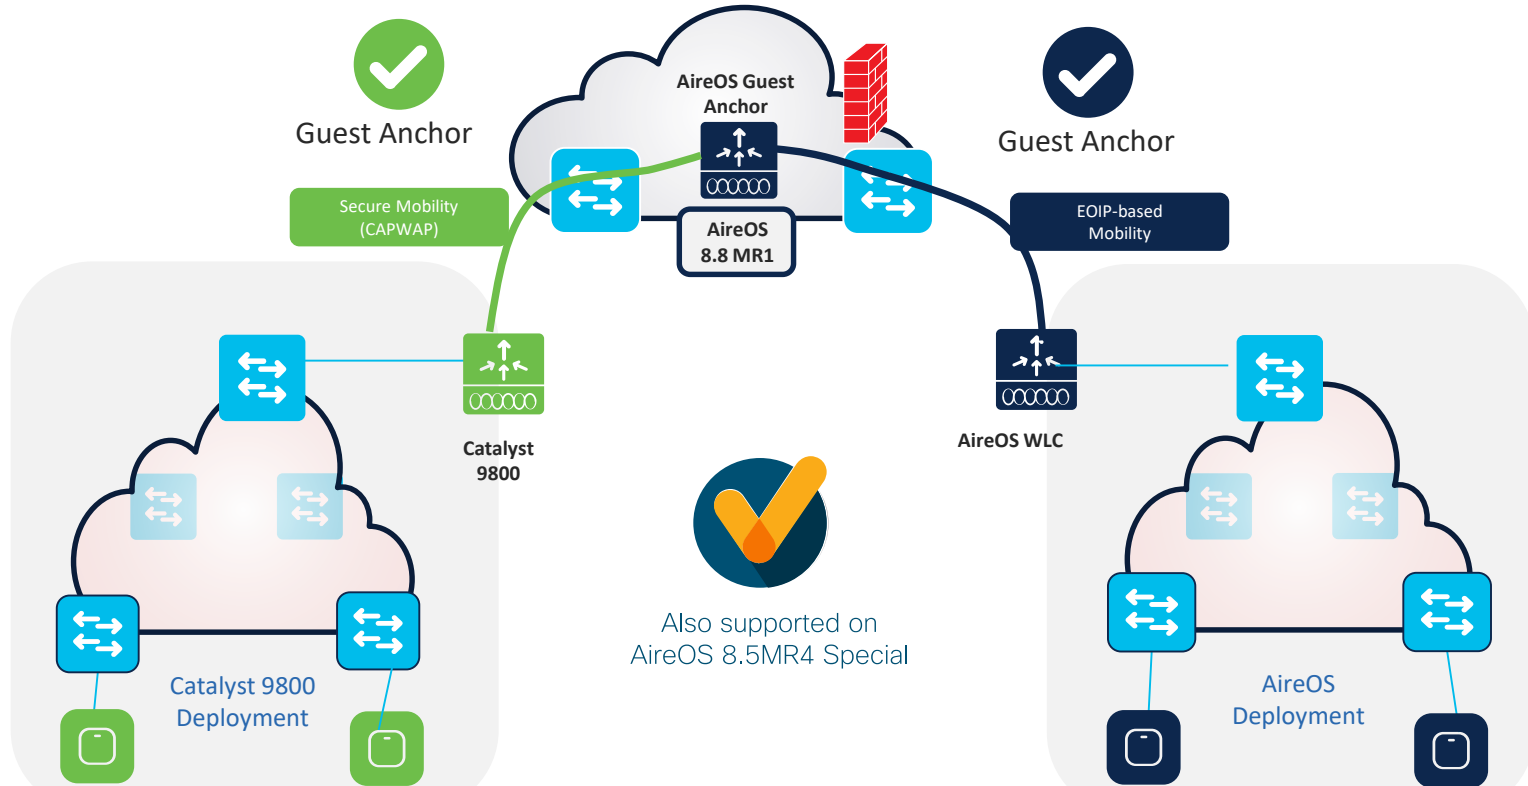 AireOS Guest
Anchor
Guest Anchor
Guest Anchor
Secure Mobility
(CAPWAP)
AireOS
8.8 MR1
EOIP-based
Mobility
Catalyst
9800
AireOS WLC
Also supported on
AireOS 8.5MR4 Special
Catalyst 9800
Deployment
AireOS
Deployment